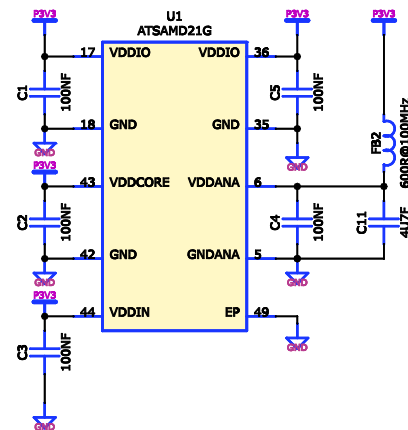 P3V3
U1
ATSAMD21G
P3V3
P3V3
17 VDDIO
VDDIO 36
C1
100NF
C5
100NF
18 GND
GND 35
GND
P3V3
GND
FB2
600R@100MHz
43 VDDCORE
VDDANA 6
C2
100NF
C4
100NF
C11
4U7F
42 GND
GNDANA 5
GND
P3V3
GND
44 VDDIN
EP 49
C3
100NF
GND
GND